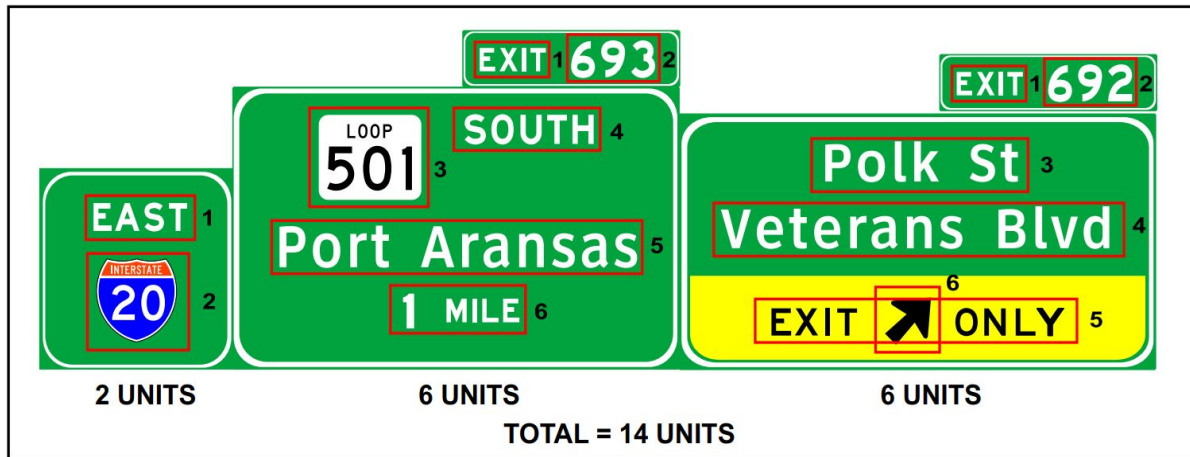 EAST 1
INTERSTATE
20 2
2 UNITS
EXIT 1 693 2
LOOP
501 3
SOUTH 4
Port Aransas 5
1 MILE 6
6 UNITS
EXIT 1 692 2
Polk St 3
Veterans Blvd 4
6
EXIT ONLY 5
6 UNITS
TOTAL = 14 UNITS